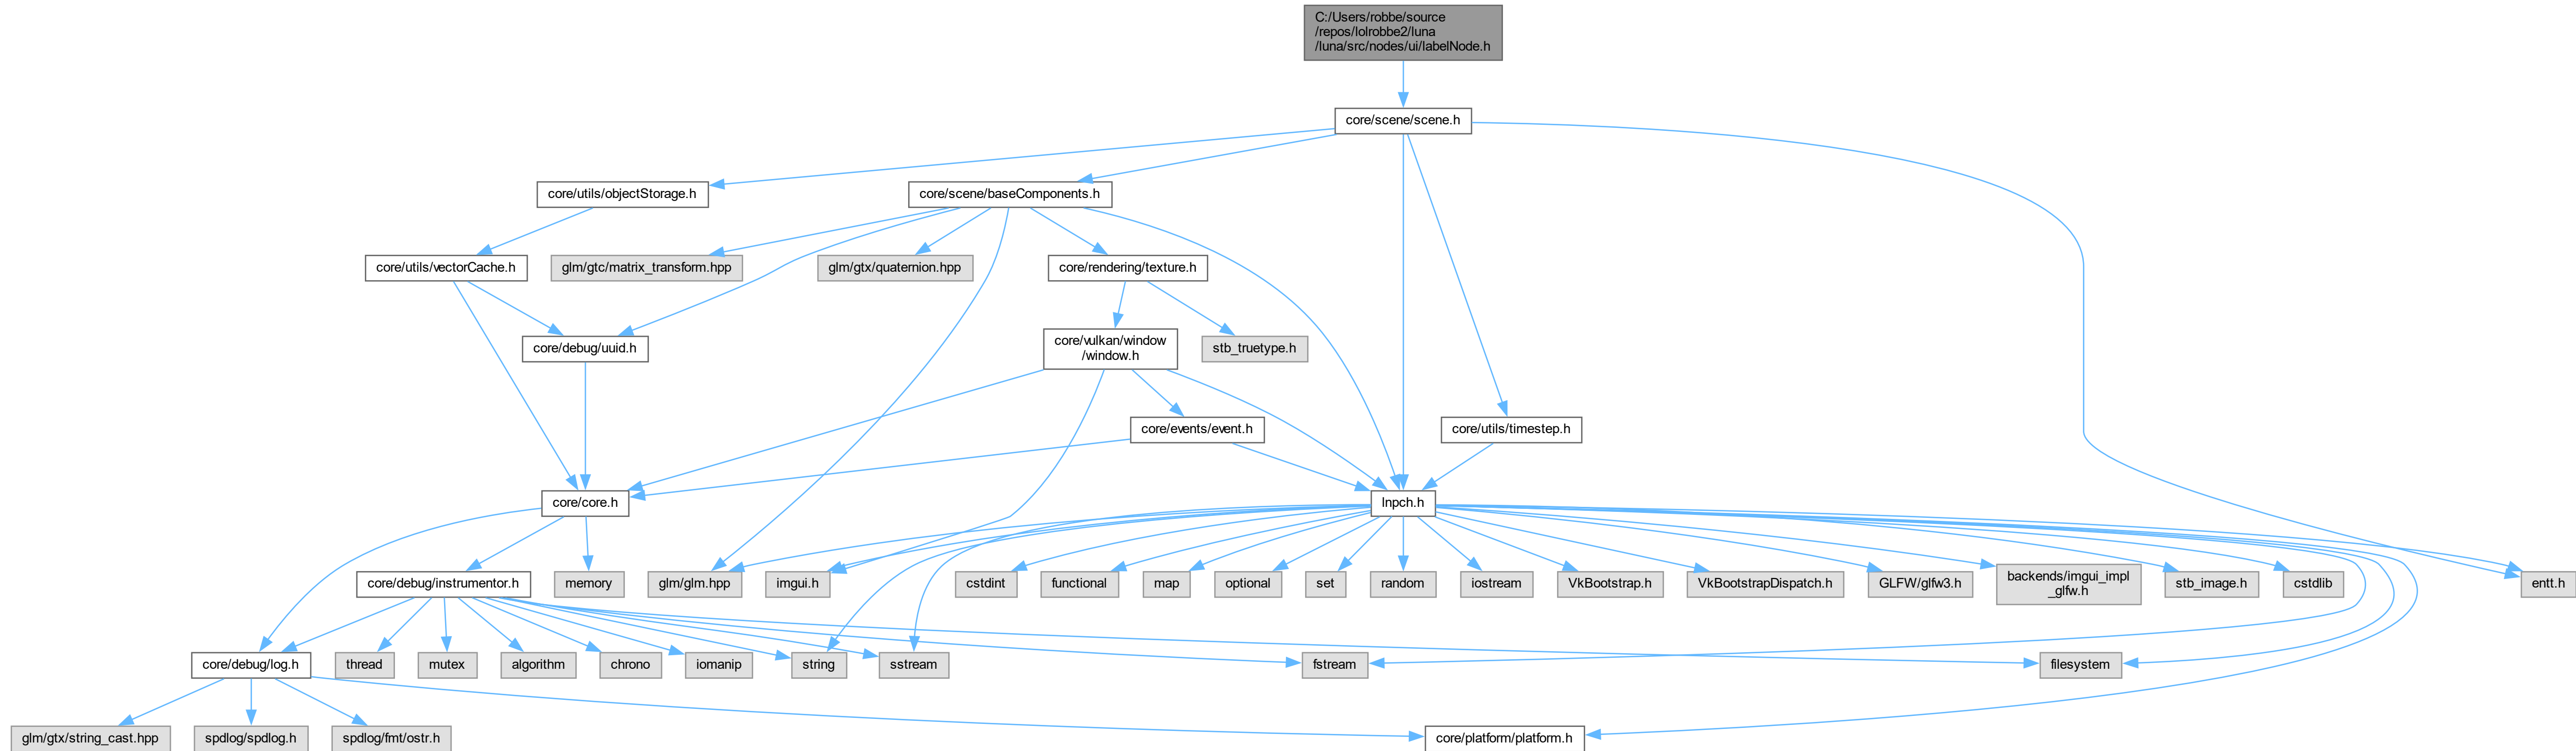 C:/Users/robbe/source
/repos/lolrobbe2/luna
/luna/src/nodes/ui/labelNode.h
core/scene/scene.h
core/utils/objectStorage.h
core/scene/baseComponents.h
core/utils/vectorCache.h
glm/gtc/matrix_transform.hpp
glm/gtx/quaternion.hpp
core/rendering/texture.h
core/debug/uuid.h
core/vulkan/window
/window.h
stb_truetype.h
core/events/event.h
core/utils/timestep.h
core/core.h
lnpch.h
core/debug/instrumentor.h
memory
glm/glm.hpp
imgui.h
cstdint
functional
map
optional
set
random
iostream
VkBootstrap.h
VkBootstrapDispatch.h
GLFW/glfw3.h
backends/imgui_impl
_glfw.h
stb_image.h
cstdlib
entt.h
core/debug/log.h
thread
mutex
algorithm
chrono
iomanip
string
sstream
fstream
filesystem
glm/gtx/string_cast.hpp
spdlog/spdlog.h
spdlog/fmt/ostr.h
core/platform/platform.h